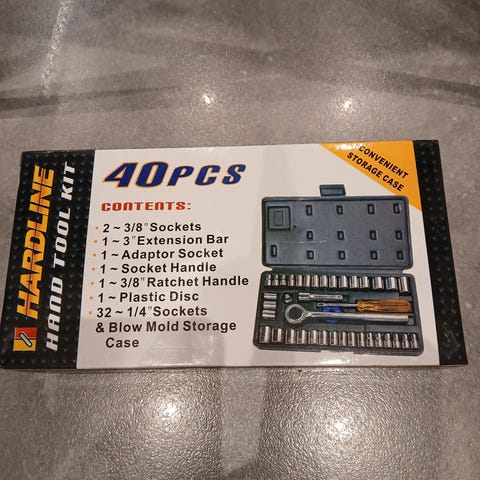 HARDLINE
HAND TOOL KIT
40PCS
CONVENIENT
STORAGE CASE
CONTENTS:
2 ~ 3/8" Sockets
1 ~ 3" Extension Bar
1 ~ Adaptor Socket
1 ~ Socket Handle
1 ~ 3/8" Ratchet Handle
1 ~ Plastic Disc
32 ~ 1/4" Sockets
& Blow Mold Storage
Case